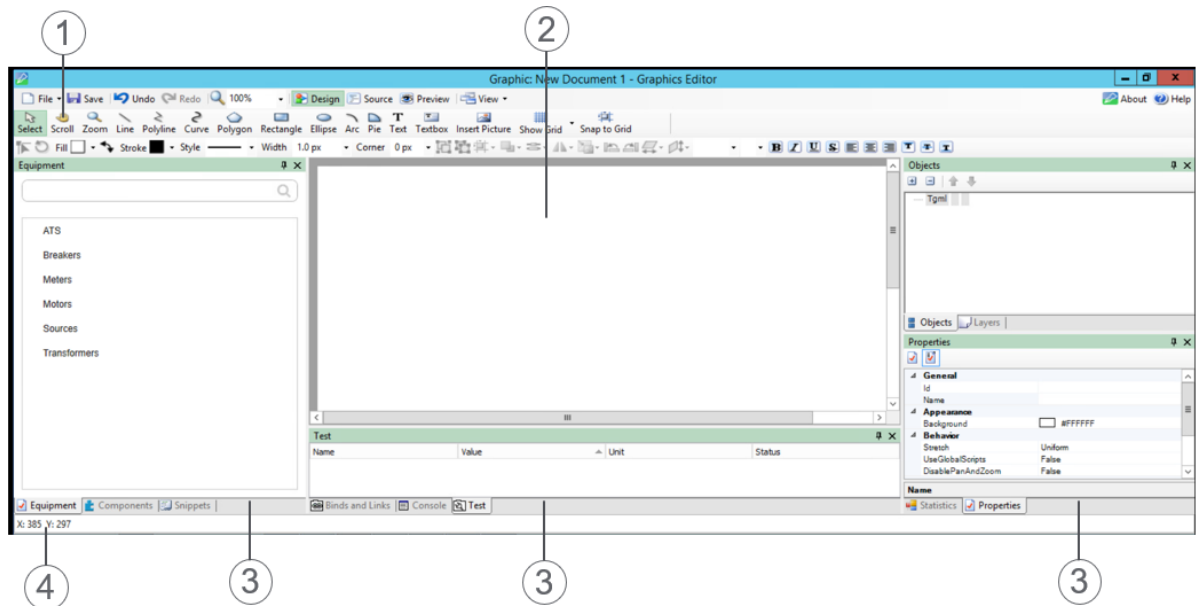 1 2
Graphic: New Document 1 - Graphics Editor
File Save Undo Redo 100% Design Source Preview View About Help
Select Scroll Zoom Line Polyline Curve Polygon Rectangle Ellipse Arc Pie Text Textbox Insert Picture Show Grid Snap to Grid
Fill Stroke Style Width 1.0 px Corner 0 px B I U S T T I
Equipment
ATS
Breakers
Meters
Motors
Sources
Transformers
Equipment Components Snippets
Test
Name Value Unit Status
Binds and Links Console Test
Objects
Tgml
Objects Layers
Properties
General
Id
Name
Appearance
Background #FFFFFF
Behavior
Stretch Uniform
UseGlobalScripts False
DisablePanAndZoom False
Name
Statistics Properties
X: 385 Y: 297
4 3 3 3